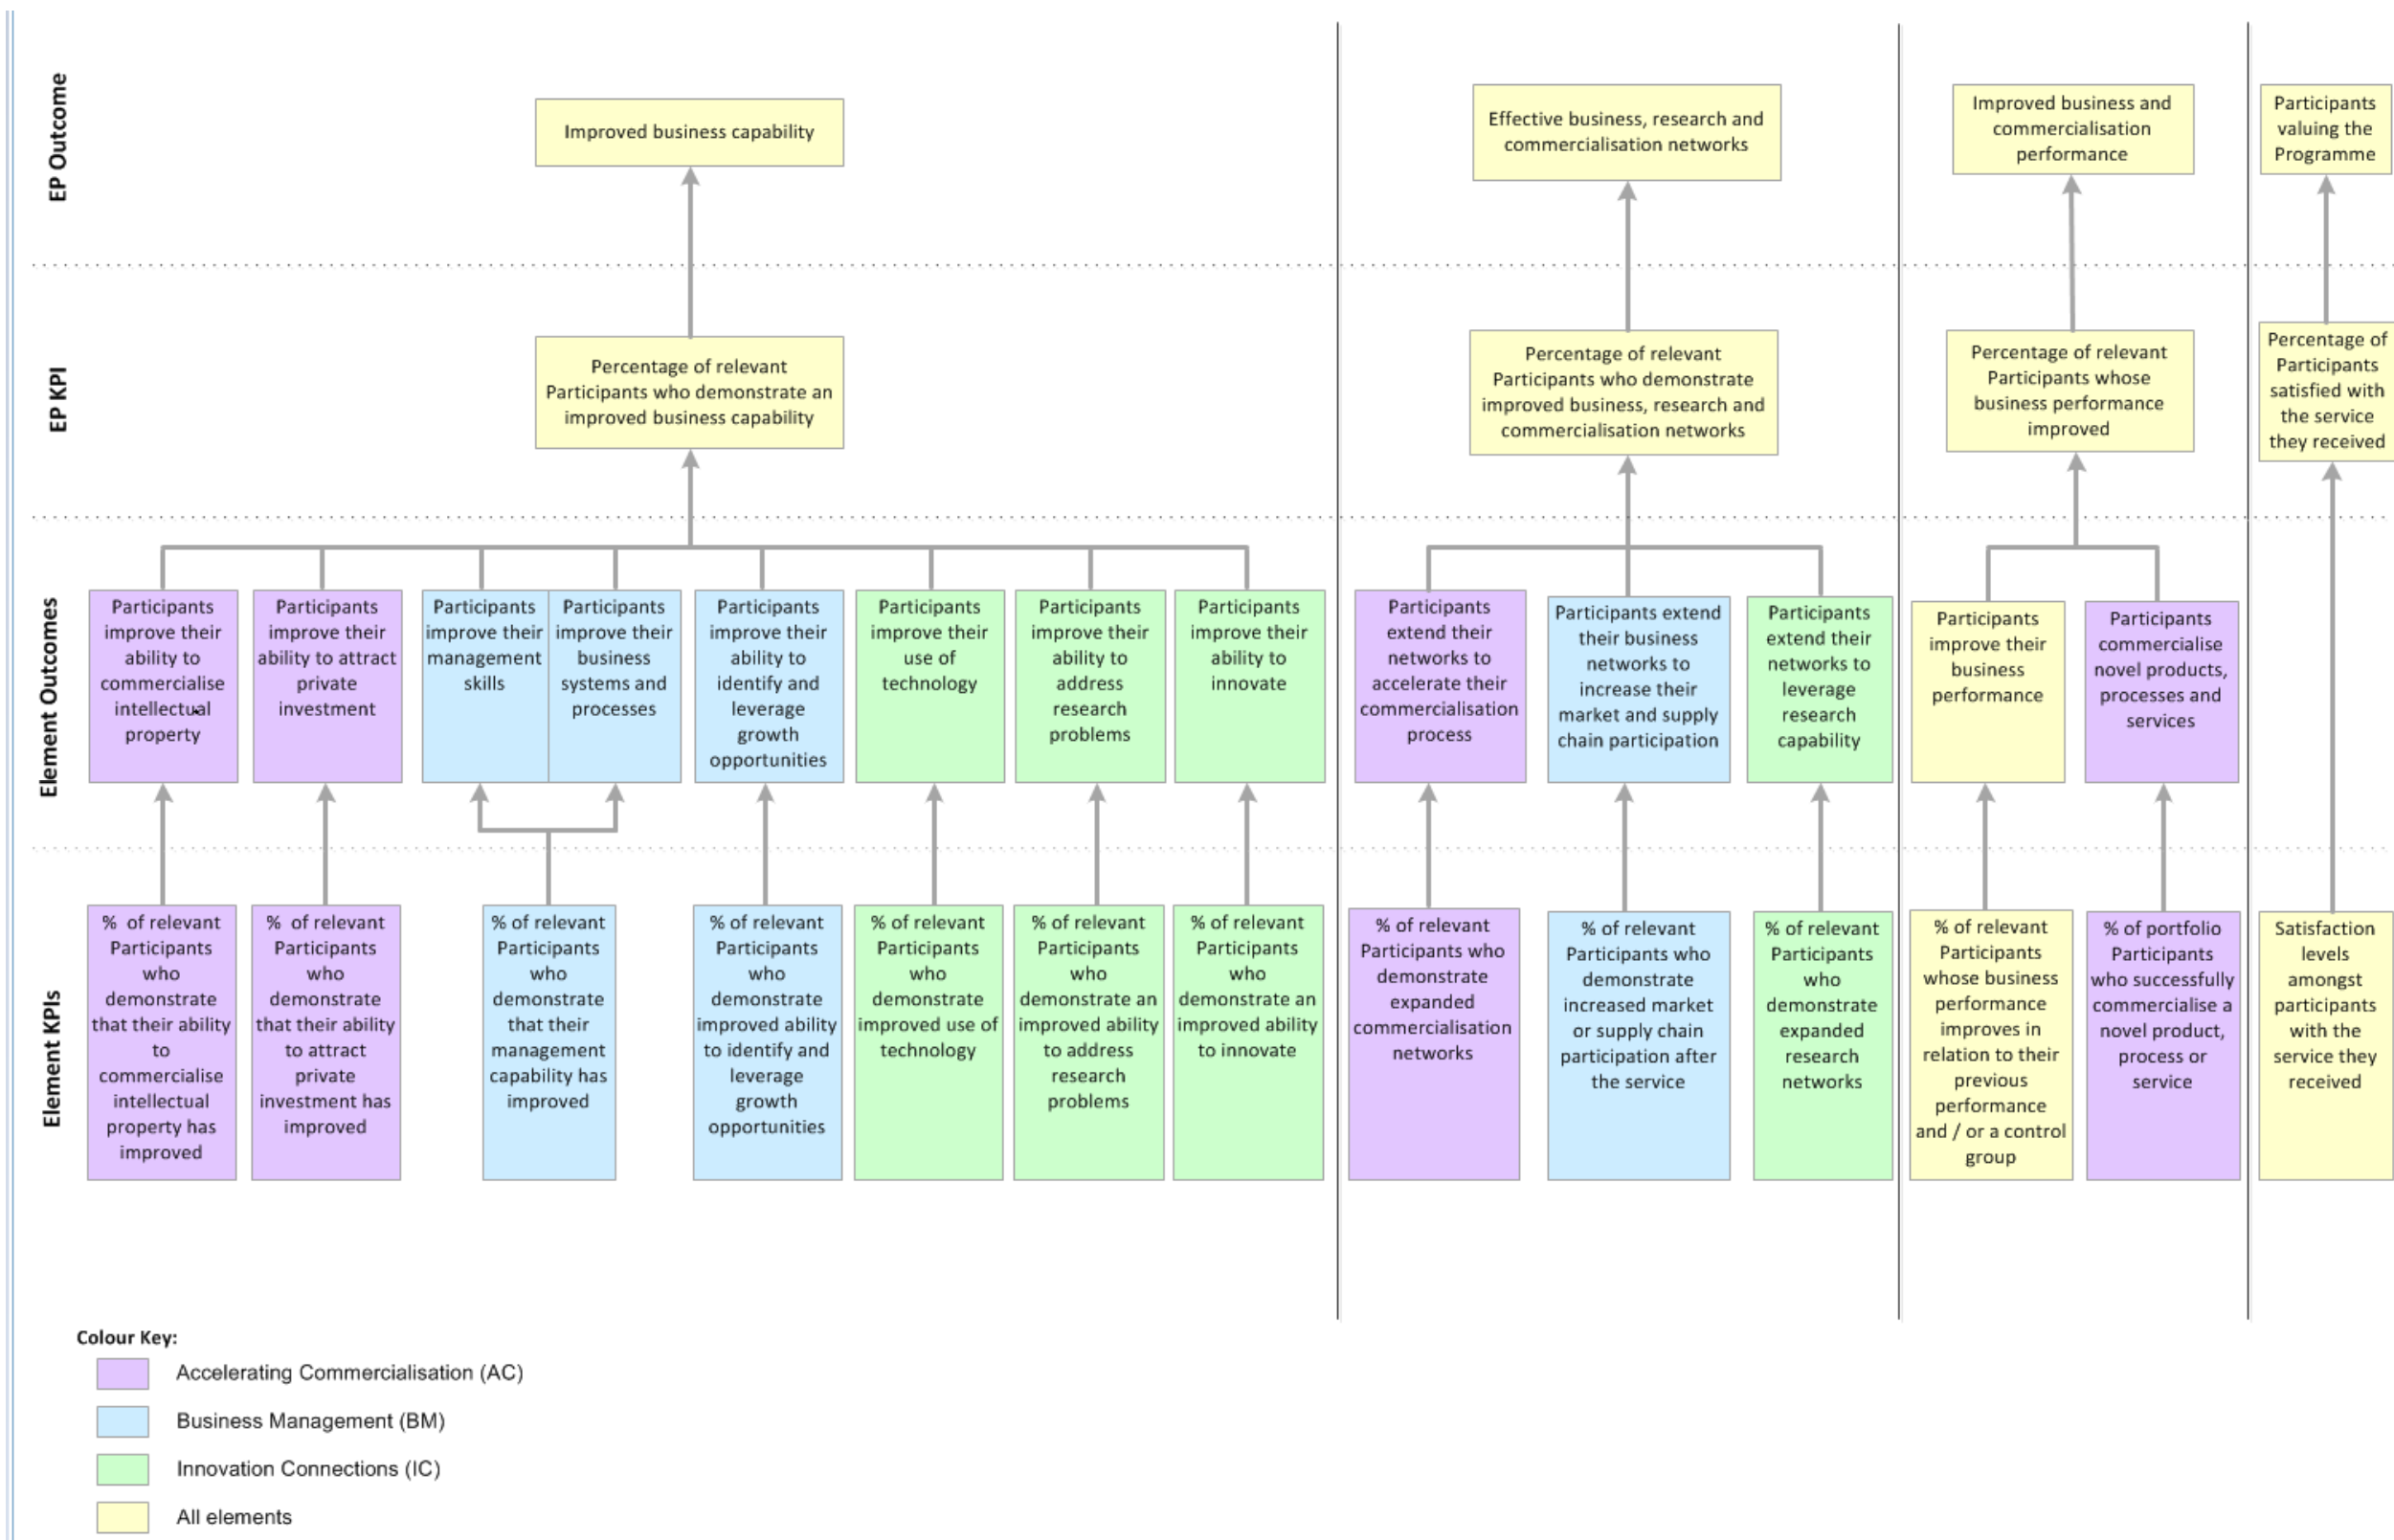 EP Outcome
Improved business capability
Effective business, research and
commercialisation networks
Improved business and
commercialisation
performance
Participants
valuing the
Programme
EP KPI
Percentage of relevant
Participants who demonstrate an
improved business capability
Percentage of relevant
Participants who demonstrate
improved business, research and
commercialisation networks
Percentage of relevant
Participants whose
business performance
improved
Percentage of
Participants
satisfied with
the service
they received
Element Outcomes
Participants
improve their
ability to
commercialise
intellectual
property
Participants
improve their
ability to attract
private
investment
Participants
improve their
management
skills
Participants
improve their
business
systems and
processes
Participants
improve their
ability to
identify and
leverage
growth
opportunities
Participants
improve their
use of
technology
Participants
improve their
ability to
address
research
problems
Participants
improve their
ability to
innovate
Participants
extend their
networks to
accelerate their
commercialisation
process
Participants extend
their business
networks to
increase their
market and supply
chain participation
Participants
extend their
networks to
leverage
research
capability
Participants
improve their
business
performance
Participants
commercialise
novel products,
processes and
services
Element KPIs
% of relevant
Participants
who
demonstrate
that their ability
to
commercialise
intellectual
property has
improved
% of relevant
Participants
who
demonstrate
that their ability
to attract
private
investment has
improved
% of relevant
Participants
who
demonstrate
that their
management
capability has
improved
% of relevant
Participants
who
demonstrate
improved ability
to identify and
leverage
growth
opportunities
% of relevant
Participants
who
demonstrate
improved use of
technology
% of relevant
Participants
who
demonstrate an
improved ability
to address
research
problems
% of relevant
Participants
who
demonstrate an
improved ability
to innovate
% of relevant
Participants who
demonstrate
expanded
commercialisation
networks
% of relevant
Participants who
demonstrate
increased market
or supply chain
participation after
the service
% of relevant
Participants
who
demonstrate
expanded
research
networks
% of relevant
Participants
whose business
performance
improves in
relation to their
previous
performance
and / or a control
group
% of portfolio
Participants
who successfully
commercialise a
novel product,
process or
service
Satisfaction
levels
amongst
participants
with the
service they
received
Colour Key:
Accelerating Commercialisation (AC)
Business Management (BM)
Innovation Connections (IC)
All elements